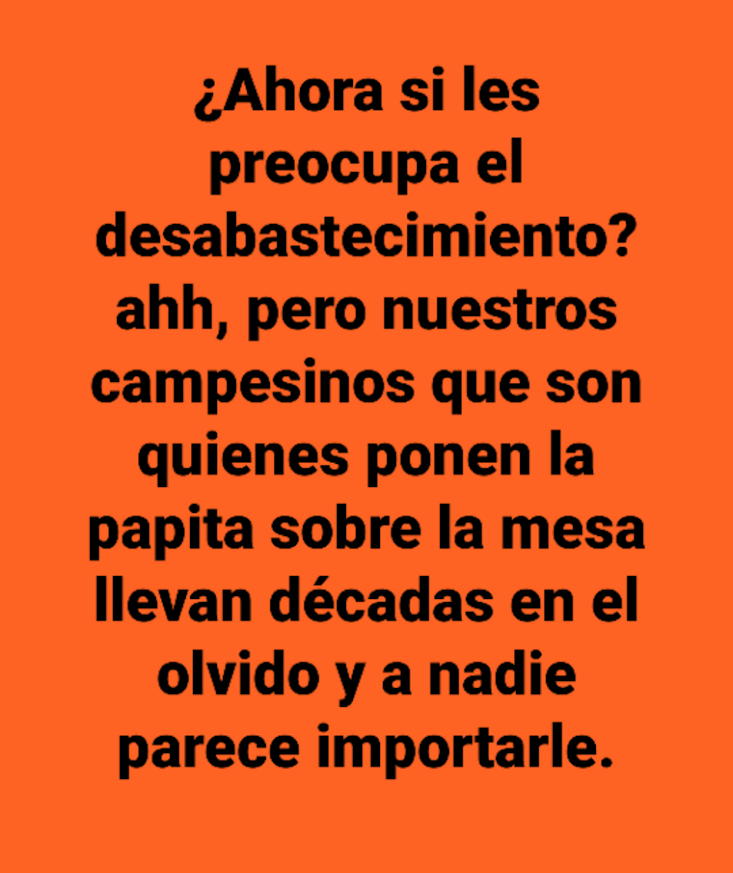 ¿Ahora si les
preocupa el
desabastecimiento?
ahh, pero nuestros
campesinos que son
quienes ponen la
papita sobre la mesa
llevan décadas en el
olvido y a nadie
parece importarle.